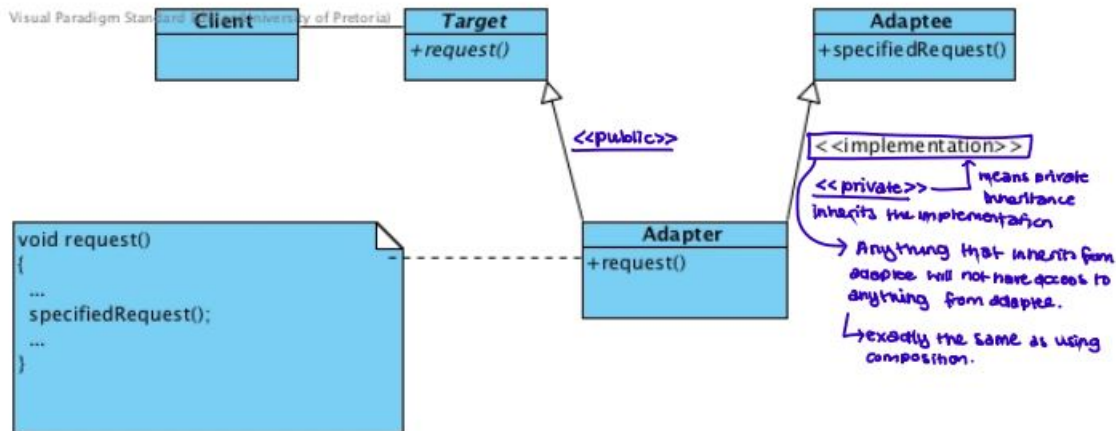 Visual Paradigm Standard (University of Pretoria)
Client
Target
+request()
Adaptee
+specifiedRequest()
<<public>>
<<implementation>>
<<private>>
means private
inheritance
inherits the implementation
Anything that inherits from
adaptee will not have access to
anything from adaptee.
exactly the same as using
composition.
Adapter
+request()
void request()
{
...
specifiedRequest();
...
}